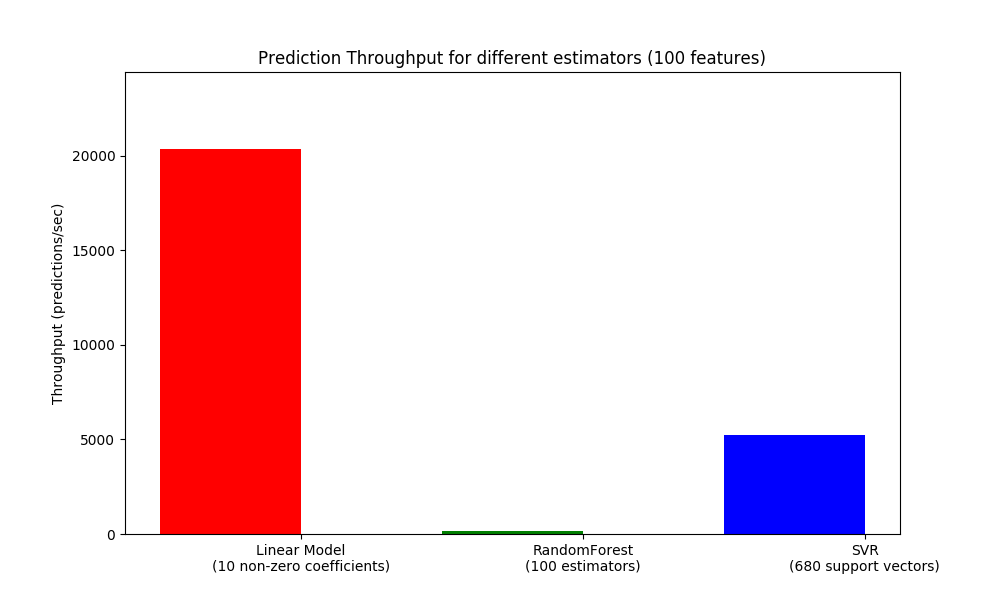 Prediction Throughput for different estimators (100 features)
Throughput (predictions/sec)
20000
15000
10000
5000
0
Linear Model
(10 non-zero coefficients)
RandomForest
(100 estimators)
SVR
(680 support vectors)